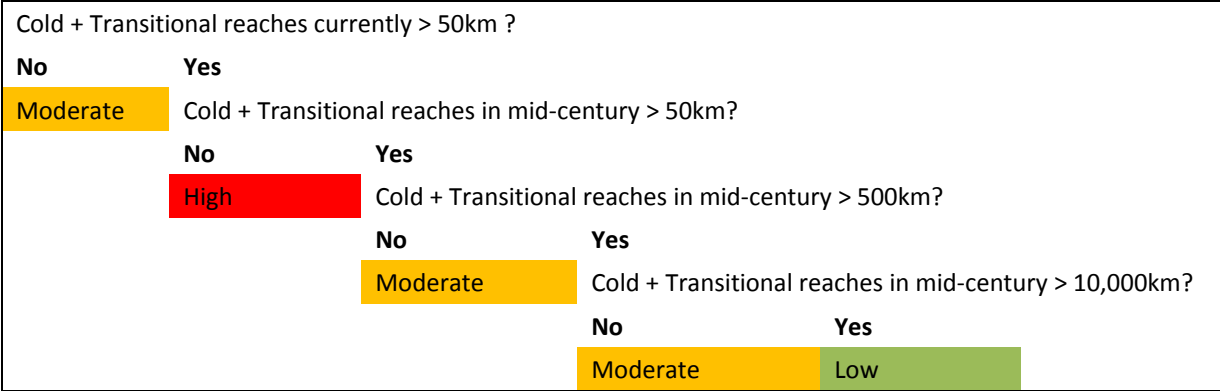 Cold + Transitional reaches currently > 50km ?
No Yes
Moderate Cold + Transitional reaches in mid-century > 50km?
No Yes
High Cold + Transitional reaches in mid-century > 500km?
No Yes
Moderate Cold + Transitional reaches in mid-century > 10,000km?
No Yes
Moderate Low